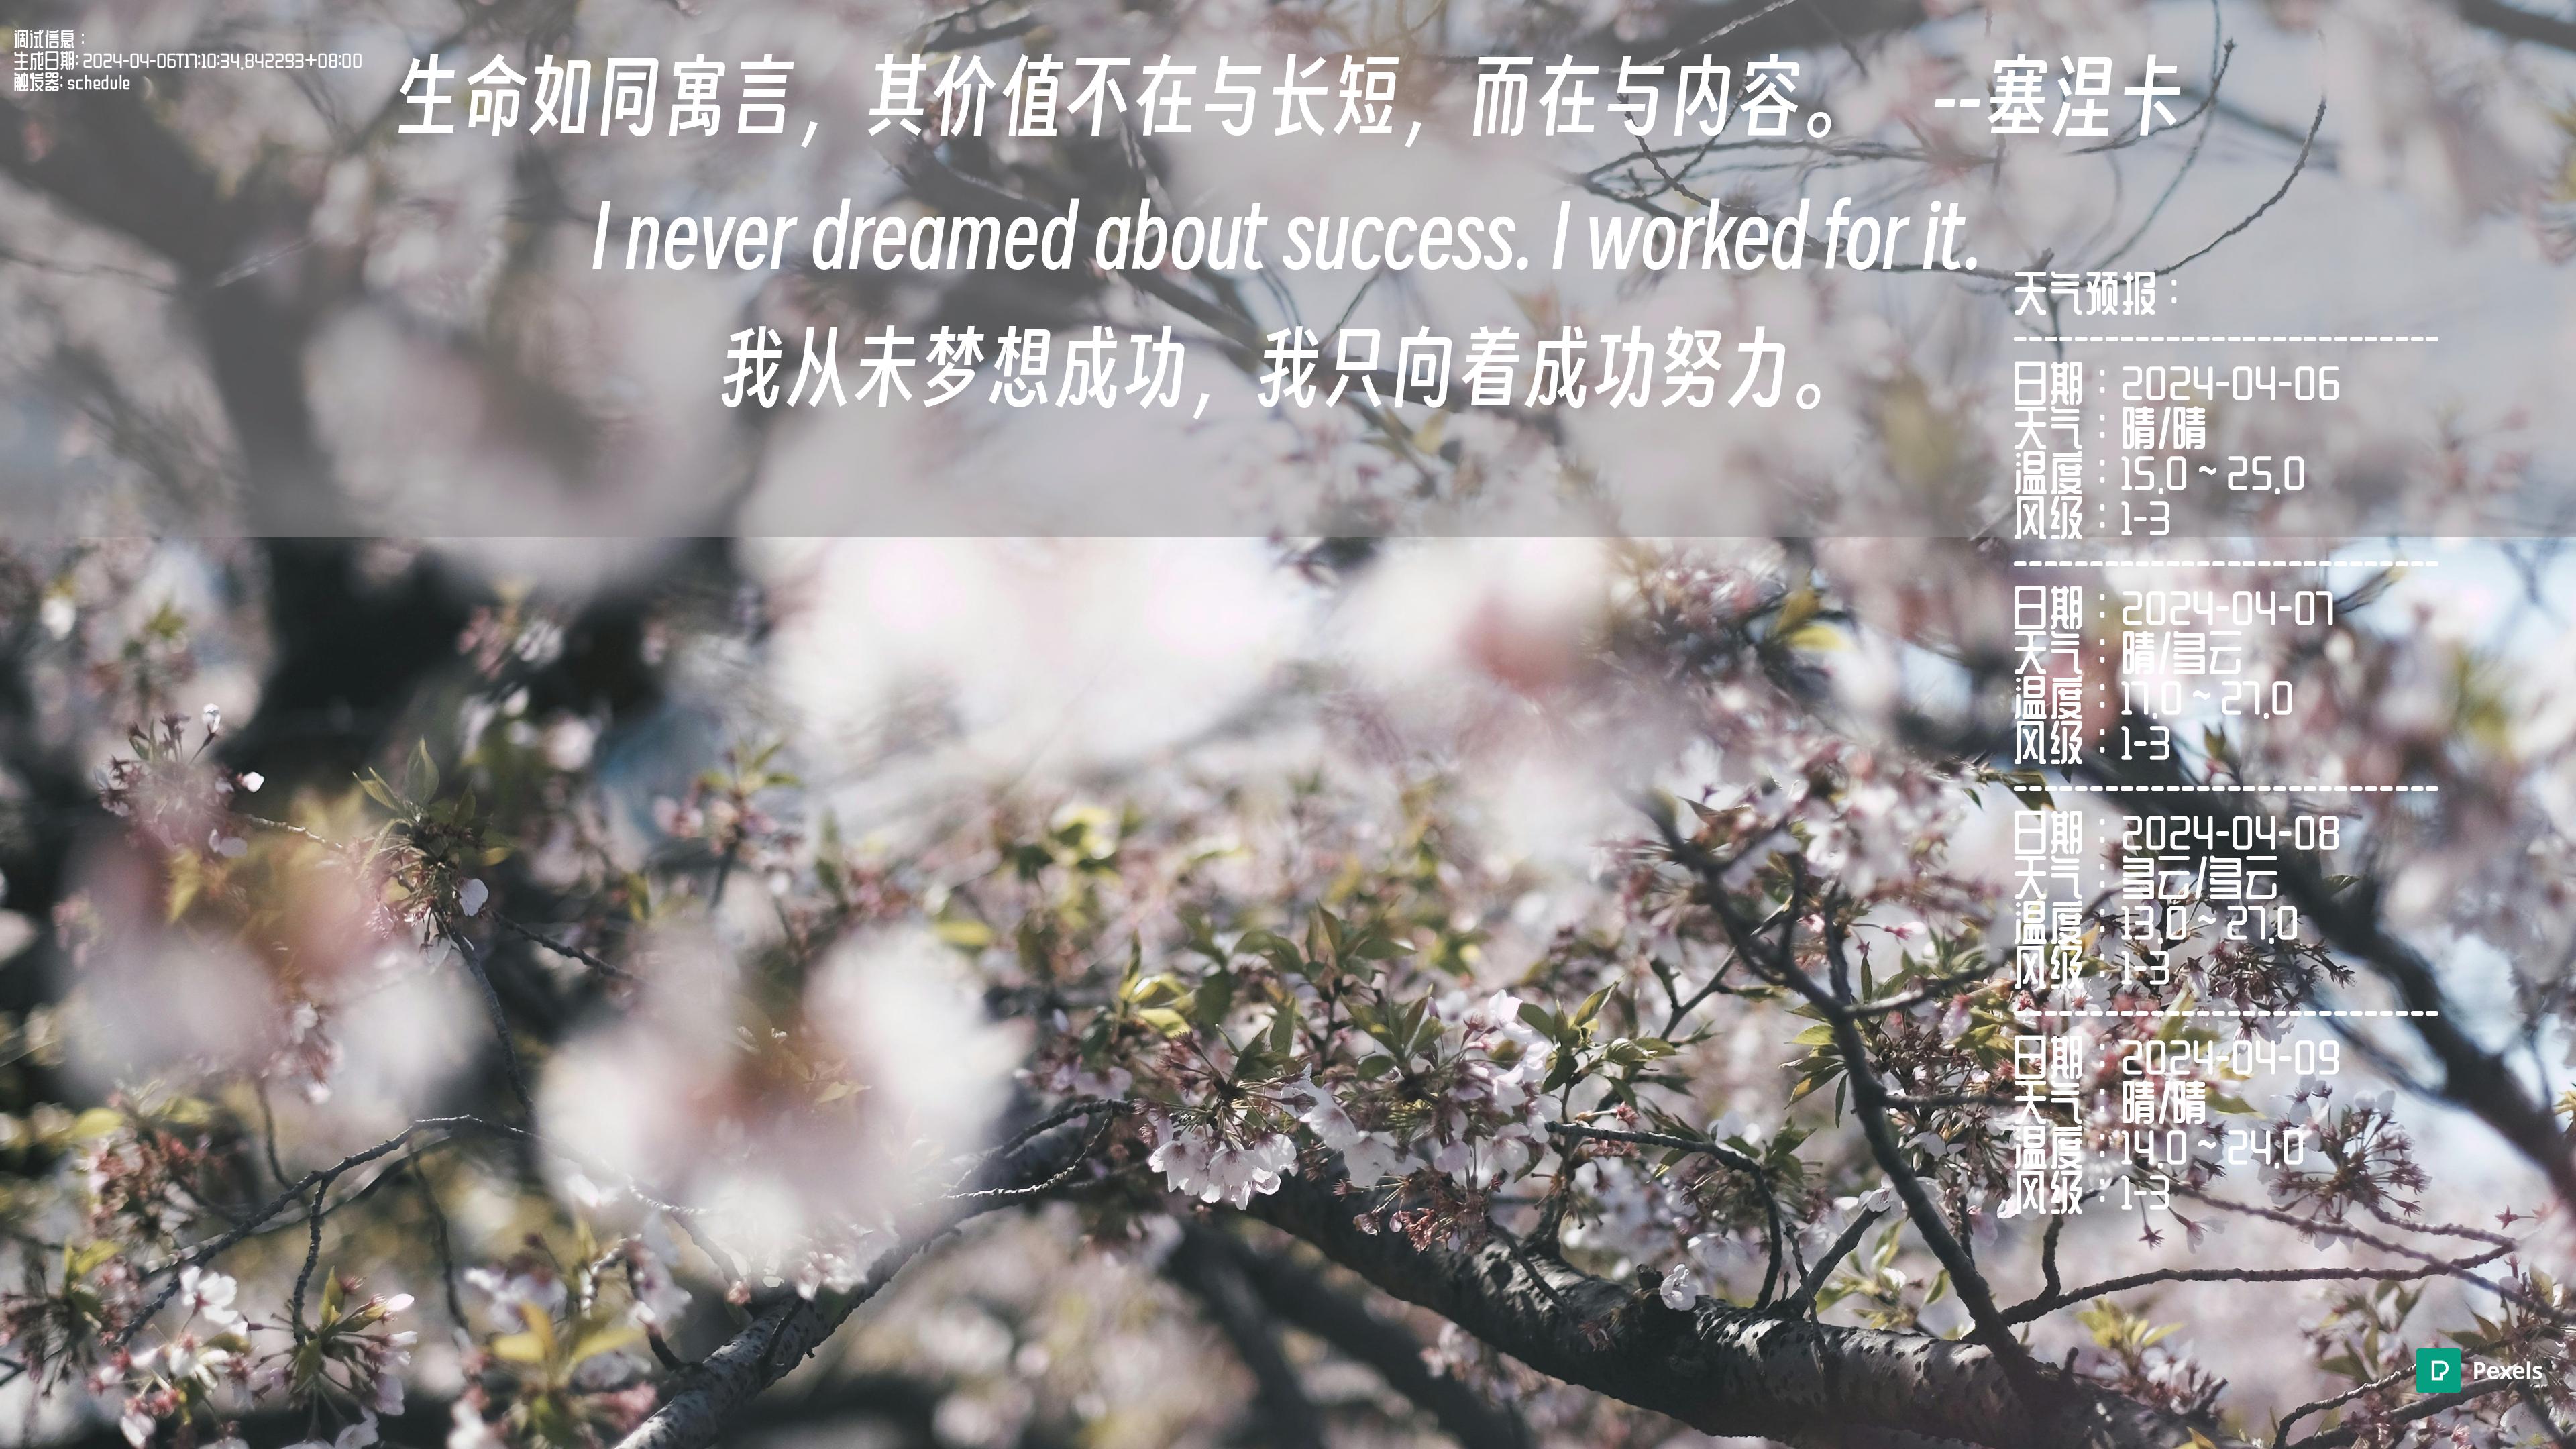 调试信息：
生成日期: 2024-04-06T17:10:34.842293+08:00
触发器: schedule
生命如同寓言，其价值不在与长短，而在与内容。 --塞涅卡
I never dreamed about success. I worked for it.
我从未梦想成功，我只向着成功努力。
天气预报：
----------------------------
日期：2024-04-06
天气：晴/晴
温度：15.0 ~ 25.0
风级：1-3
----------------------------
日期：2024-04-07
天气：晴/多云
温度：17.0 ~ 27.0
风级：1-3
----------------------------
日期：2024-04-08
天气：多云/多云
温度：13.0 ~ 27.0
风级：1-3
----------------------------
日期：2024-04-09
天气：晴/晴
温度：14.0 ~ 24.0
风级：1-3
Pexels